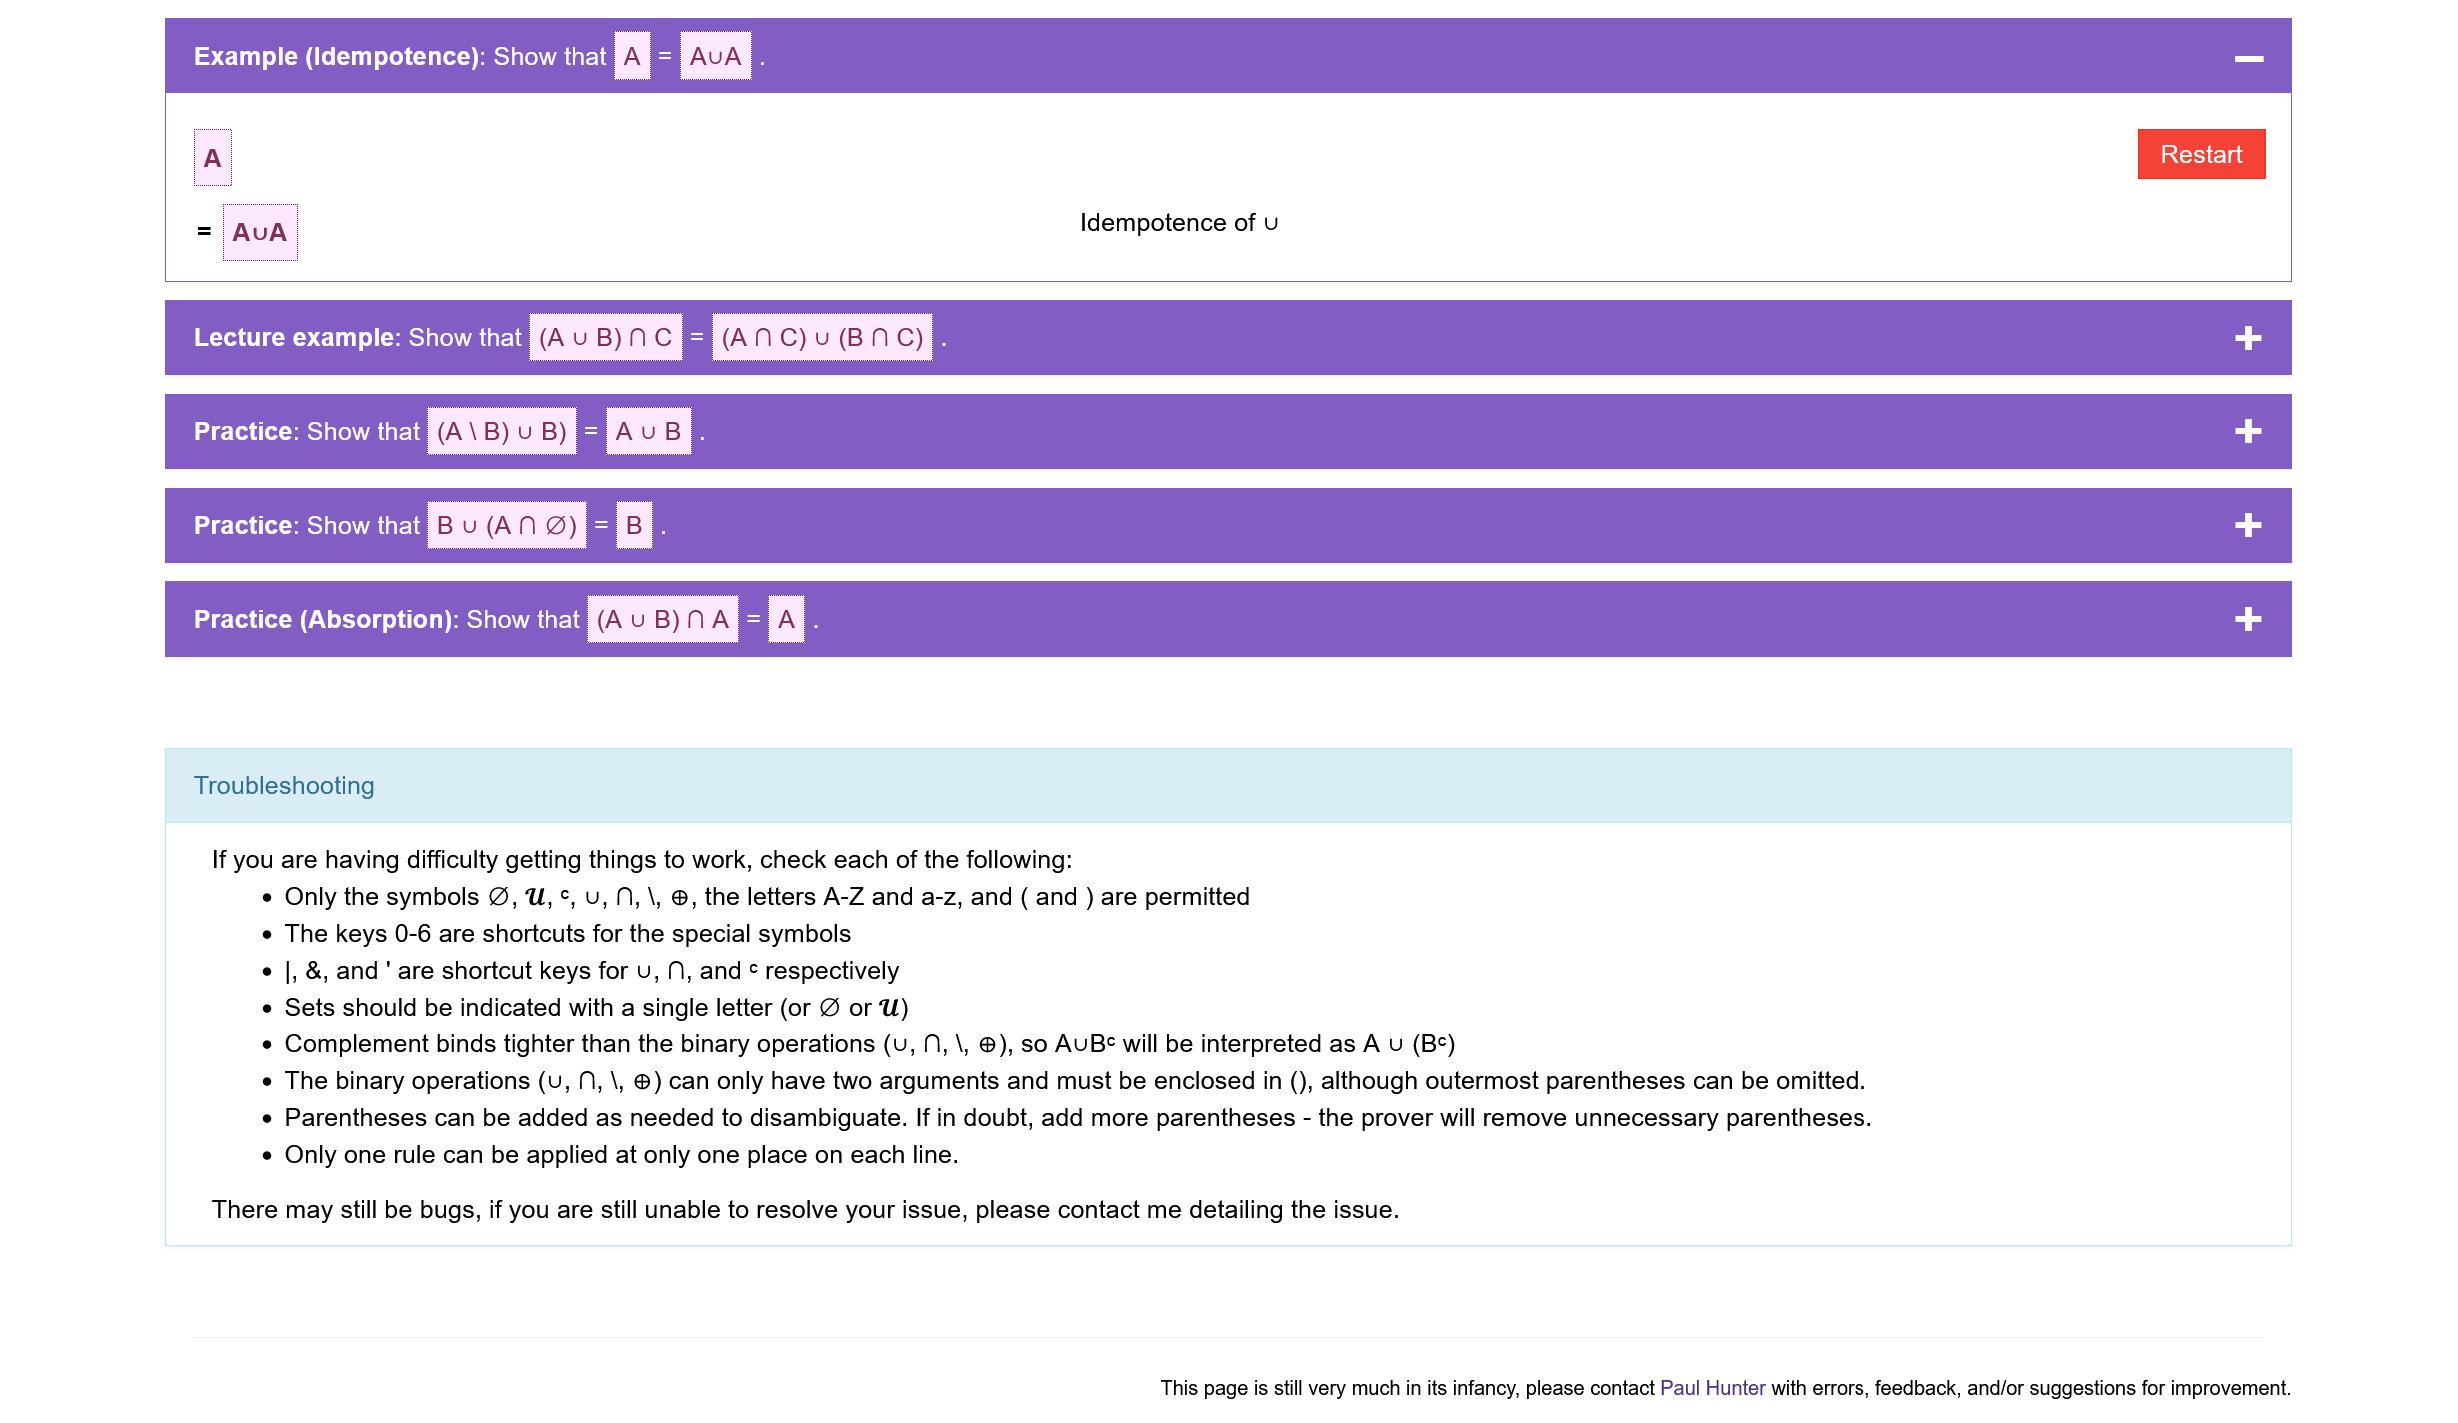 Example (Idempotence): Show that A = A∪A .
A
Restart
= A∪A Idempotence of ∪
Lecture example: Show that (A ∪ B) ∩ C = (A ∩ C) ∪ (B ∩ C) .
Practice: Show that (A \ B) ∪ B) = A ∪ B .
Practice: Show that B ∪ (A ∩ ∅) = B .
Practice (Absorption): Show that (A ∪ B) ∩ A = A .
Troubleshooting
If you are having difficulty getting things to work, check each of the following:
• Only the symbols ∅, 𝓤, ᶜ, ∪, ∩, \, ⊕, the letters A-Z and a-z, and ( and ) are permitted
• The keys 0-6 are shortcuts for the special symbols
• |, &, and ' are shortcut keys for ∪, ∩, and ᶜ respectively
• Sets should be indicated with a single letter (or ∅ or 𝓤)
• Complement binds tighter than the binary operations (∪, ∩, \, ⊕), so A∪Bᶜ will be interpreted as A ∪ (Bᶜ)
• The binary operations (∪, ∩, \, ⊕) can only have two arguments and must be enclosed in (), although outermost parentheses can be omitted.
• Parentheses can be added as needed to disambiguate. If in doubt, add more parentheses - the prover will remove unnecessary parentheses.
• Only one rule can be applied at only one place on each line.
There may still be bugs, if you are still unable to resolve your issue, please contact me detailing the issue.
This page is still very much in its infancy, please contact Paul Hunter with errors, feedback, and/or suggestions for improvement.